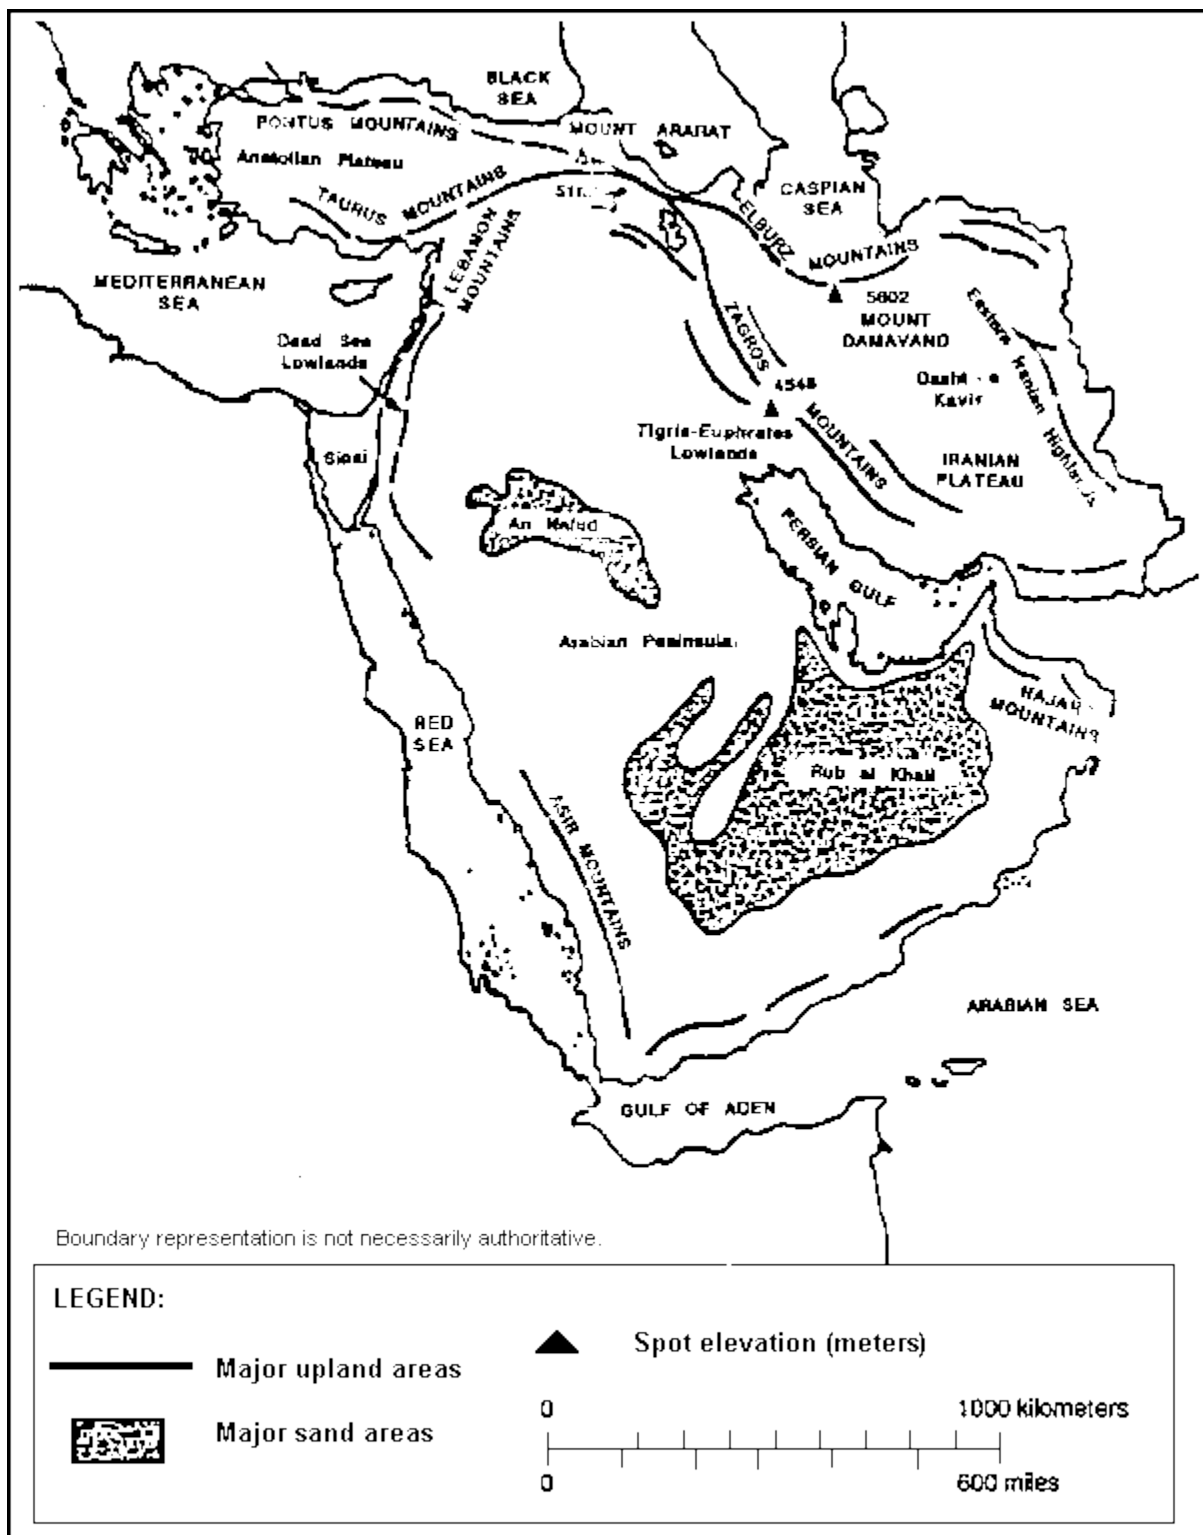 BLACK
SEA
PONTUS MOUNTAINS
MOUNT ARARAT
Anatolian Plateau
TAURUS MOUNTAINS
CASPIAN
SEA
ELBURZ MOUNTAINS
LEBANON
MOUNTAINS
MEDITERRANEAN
SEA
5602
MOUNT
DAMAVAND
Dead Sea
Lowlands
ZAGROS MOUNTAINS
4548
Kavir
Eastern Iranian
Tigris-Euphrates
Lowlands
IRANIAN
PLATEAU
Sinai
An Nafud
PERSIAN GULF
Arabian Peninsula
RED
SEA
HAJAR
MOUNTAINS
Rub al Khali
ASIR MOUNTAINS
ARABIAN SEA
GULF OF ADEN
Boundary representation is not necessarily authoritative.
LEGEND:
Major upland areas
Spot elevation (meters)
Major sand areas
0 1000 kilometers
0 600 miles